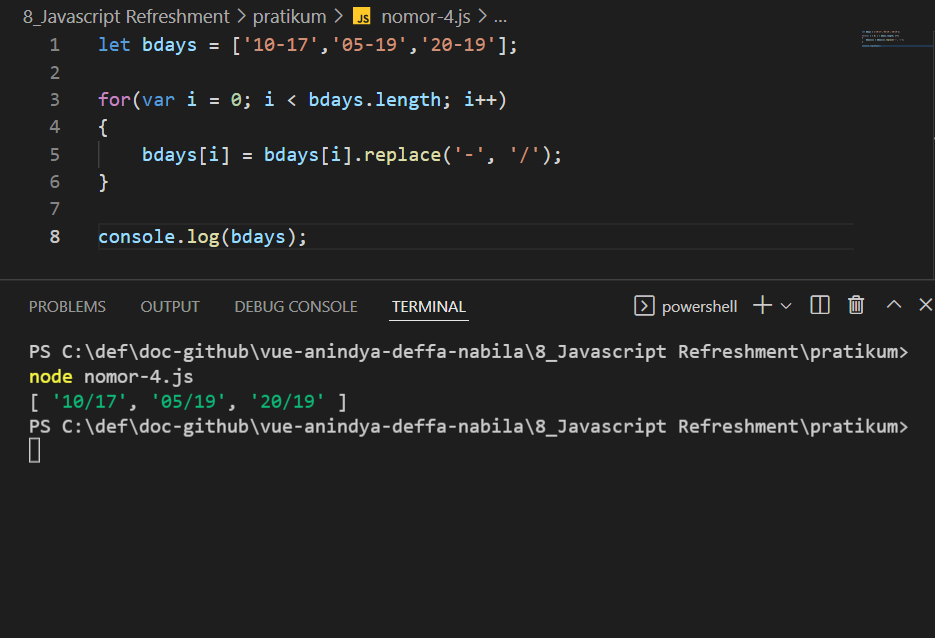 8_Javascript Refreshment > pratikum > JS nomor-4.js > ...
1 let bdays = ['10-17','05-19','20-19'];
2
3 for(var i = 0; i < bdays.length; i++)
4 {
5     bdays[i] = bdays[i].replace('-', '/');
6 }
7
8 console.log(bdays);
PROBLEMS OUTPUT DEBUG CONSOLE TERMINAL powershell
PS C:\def\doc-github\vue-anindya-deffa-nabila\8_Javascript Refreshment\pratikum>
node nomor-4.js
[ '10/17', '05/19', '20/19' ]
PS C:\def\doc-github\vue-anindya-deffa-nabila\8_Javascript Refreshment\pratikum>